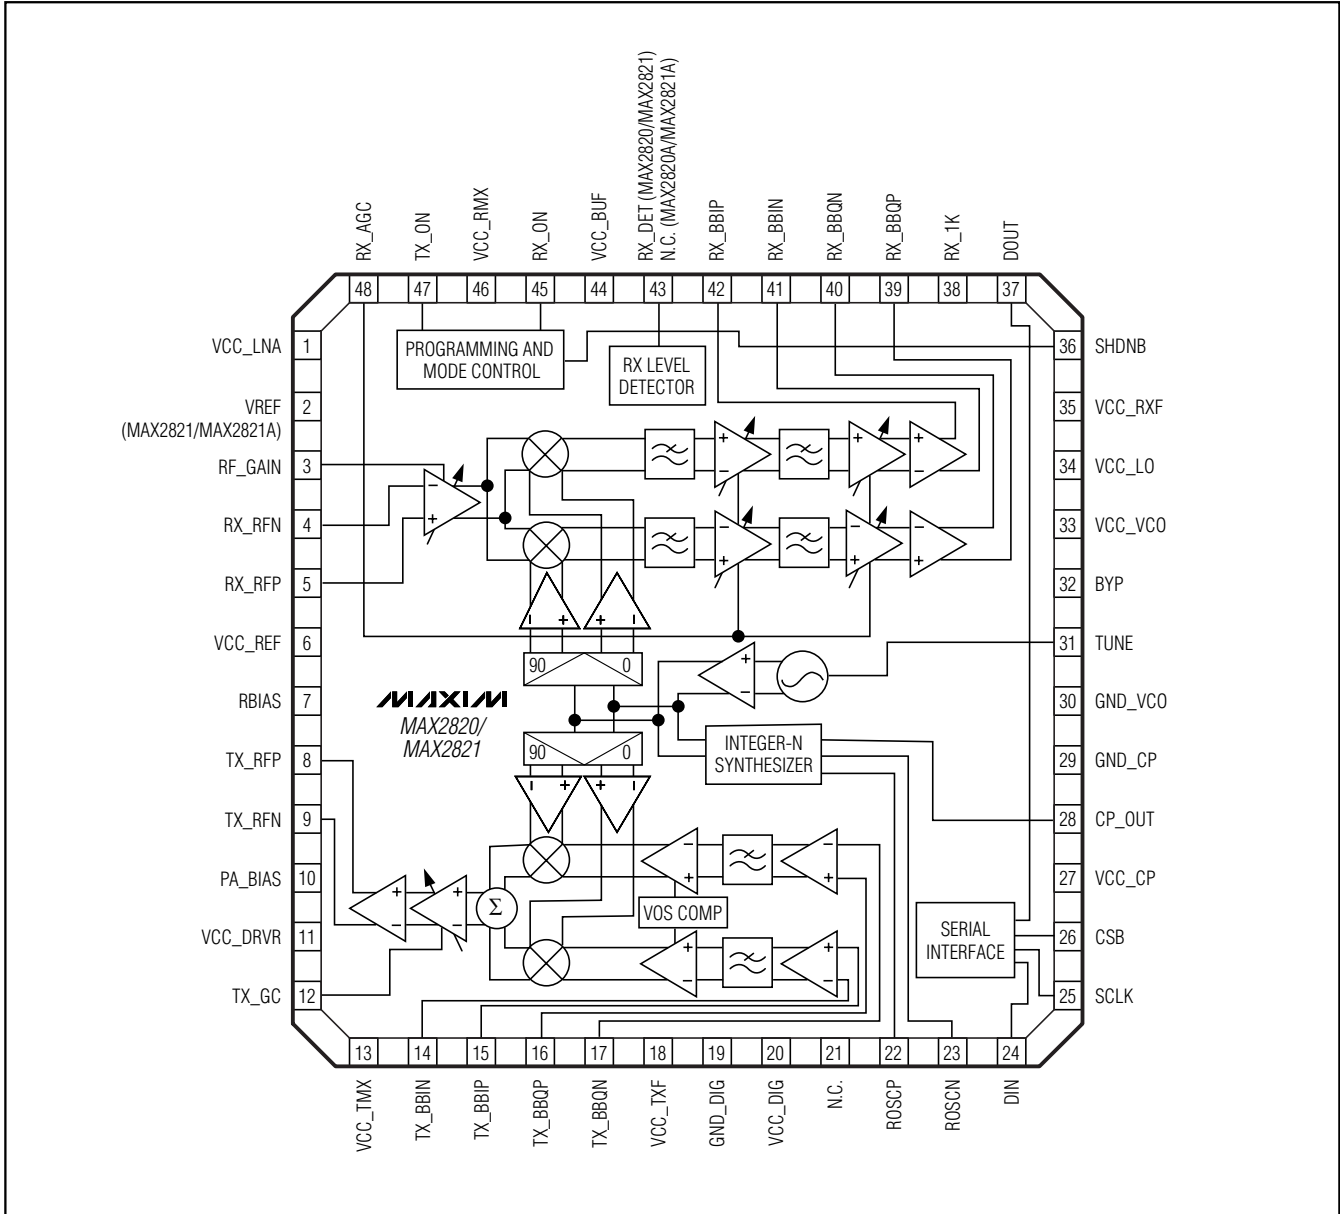 RX_AGC
TX_ON
VCC_RMX
RX_ON
VCC_BUF
RX_DET (MAX2820/MAX2821)
N.C. (MAX2820A/MAX2821A)
RX_BBIP
RX_BBIN
RX_BBQN
RX_BBQP
RX_1K
DOUT
48 47 46 45 44 43 42 41 40 39 38 37
VCC_LNA 1
VREF 2
(MAX2821/MAX2821A)
RF_GAIN 3
RX_RFN 4
RX_RFP 5
VCC_REF 6
RBIAS 7
TX_RFP 8
TX_RFN 9
PA_BIAS 10
VCC_DRVR 11
TX_GC 12
PROGRAMMING AND
MODE CONTROL
RX LEVEL
DETECTOR
- +
+ -
+ -
+ -
- +
- +
- +
- + + -
90 0
+ -
MAXIM
MAX2820/
MAX2821
90 0
- + + -
INTEGER-N
SYNTHESIZER
- +
- +
+ -
+ -
Σ
VOS COMP
+ -
+ -
SERIAL
INTERFACE
36 SHDNB
35 VCC_RXF
34 VCC_LO
33 VCC_VCO
32 BYP
31 TUNE
30 GND_VCO
29 GND_CP
28 CP_OUT
27 VCC_CP
26 CSB
25 SCLK
13 14 15 16 17 18 19 20 21 22 23 24
VCC_TMX
TX_BBIN
TX_BBIP
TX_BBQP
TX_BBQN
VCC_TXF
GND_DIG
VCC_DIG
N.C.
ROSCP
ROSCN
DIN